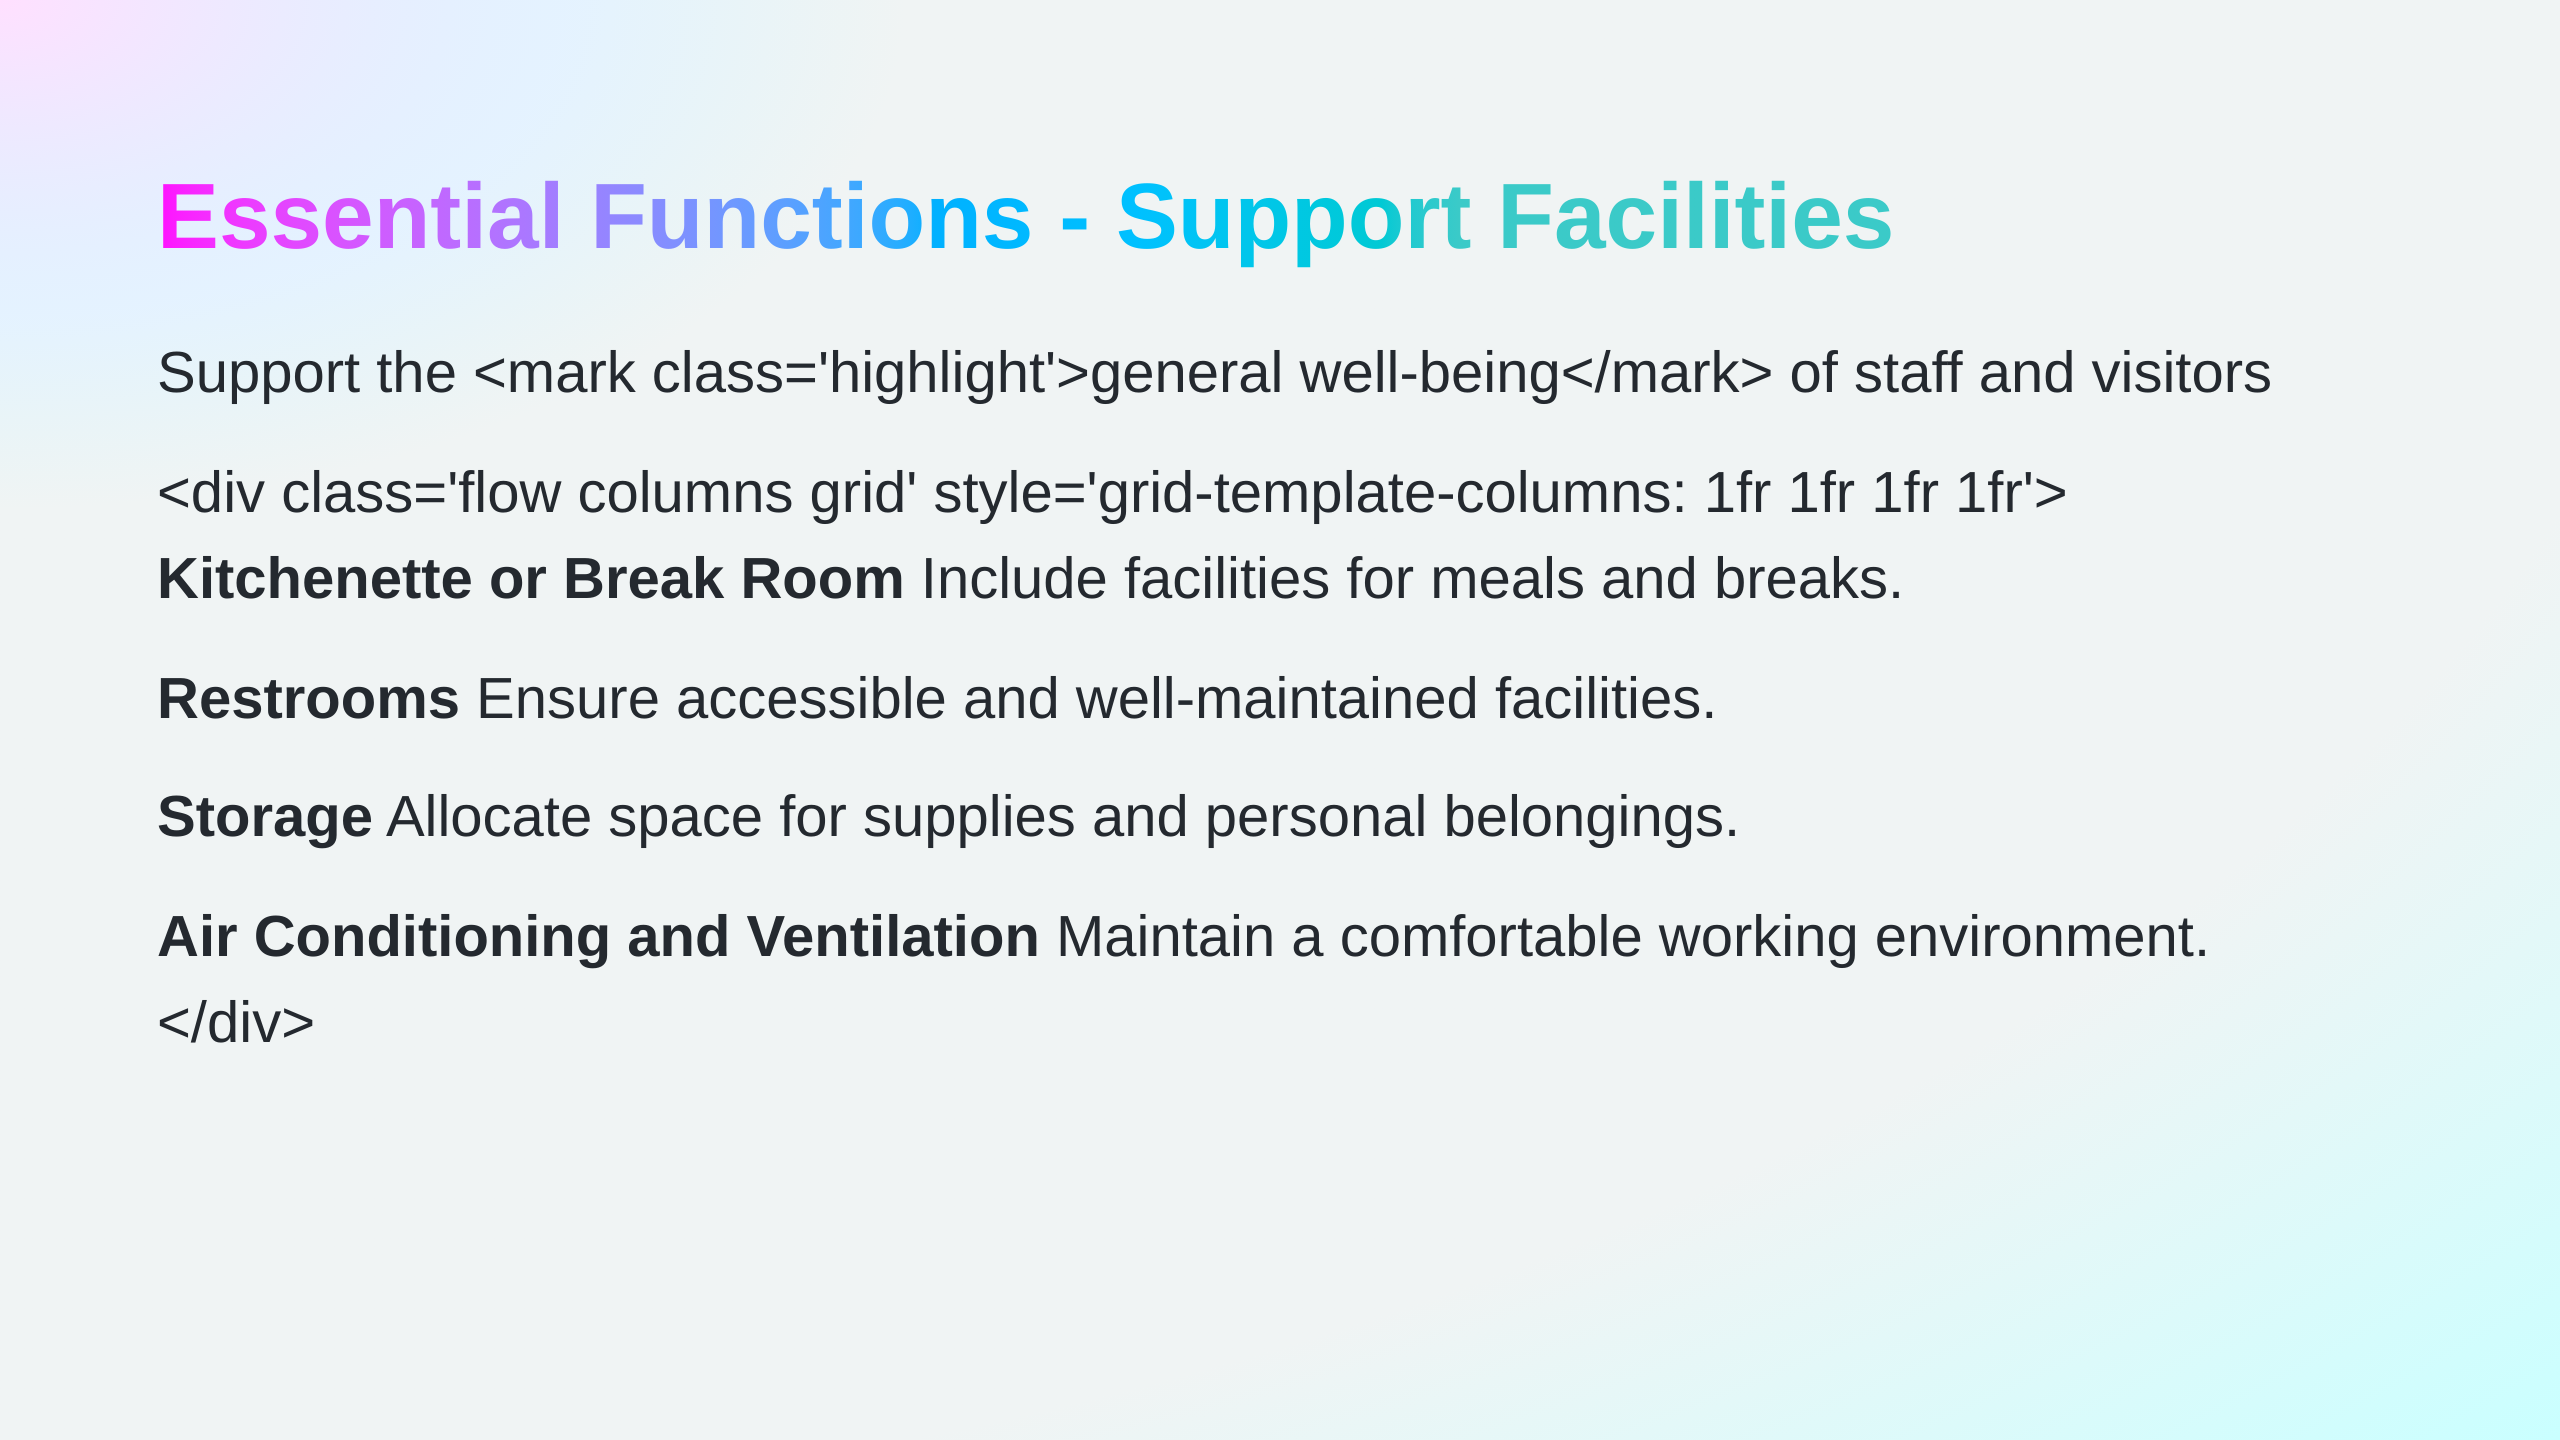 Essential Functions - Support Facilities
Support the <mark class='highlight'>general well-being</mark> of staff and visitors
<div class='flow columns grid' style='grid-template-columns: 1fr 1fr 1fr 1fr'>
Kitchenette or Break Room Include facilities for meals and breaks.
Restrooms Ensure accessible and well-maintained facilities.
Storage Allocate space for supplies and personal belongings.
Air Conditioning and Ventilation Maintain a comfortable working environment.
</div>